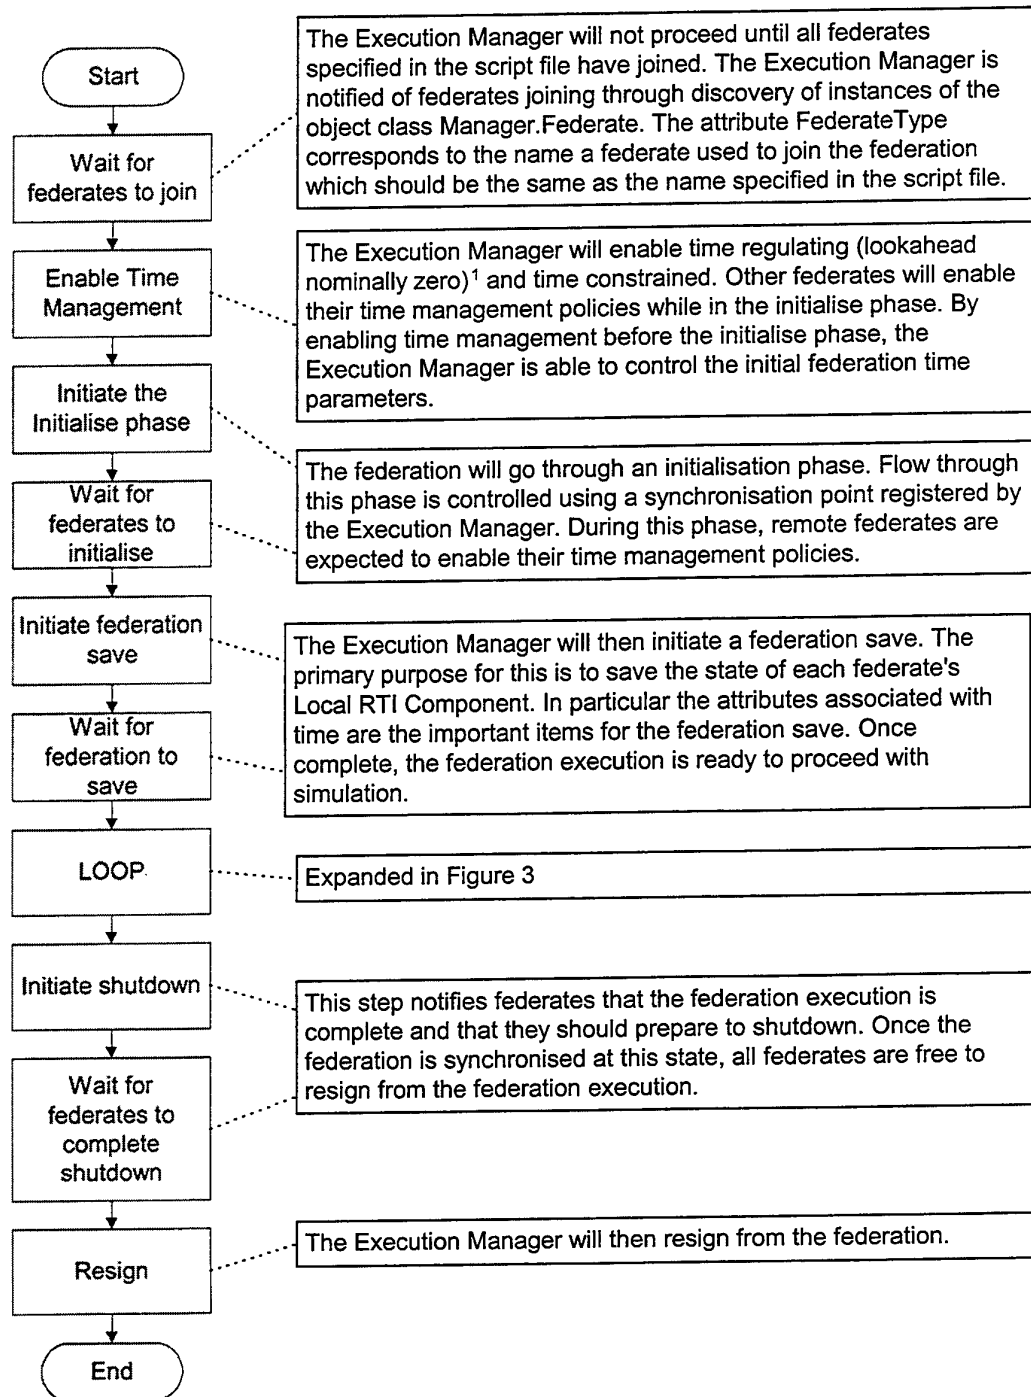 Start
The Execution Manager will not proceed until all federates
specified in the script file have joined. The Execution Manager is
notified of federates joining through discovery of instances of the
object class Manager.Federate. The attribute FederateType
corresponds to the name a federate used to join the federation
which should be the same as the name specified in the script file.
Wait for
federates to join
Enable Time
Management
The Execution Manager will enable time regulating (lookahead
nominally zero)¹ and time constrained. Other federates will enable
their time management policies while in the initialise phase. By
enabling time management before the initialise phase, the
Execution Manager is able to control the initial federation time
parameters.
Initiate the
Initialise phase
Wait for
federates to
initialise
The federation will go through an initialisation phase. Flow through
this phase is controlled using a synchronisation point registered by
the Execution Manager. During this phase, remote federates are
expected to enable their time management policies.
Initiate federation
save
Wait for
federation to
save
The Execution Manager will then initiate a federation save. The
primary purpose for this is to save the state of each federate's
Local RTI Component. In particular the attributes associated with
time are the important items for the federation save. Once
complete, the federation execution is ready to proceed with
simulation.
LOOP
Expanded in Figure 3
Initiate shutdown
Wait for
federates to
complete
shutdown
This step notifies federates that the federation execution is
complete and that they should prepare to shutdown. Once the
federation is synchronised at this state, all federates are free to
resign from the federation execution.
Resign
The Execution Manager will then resign from the federation.
End